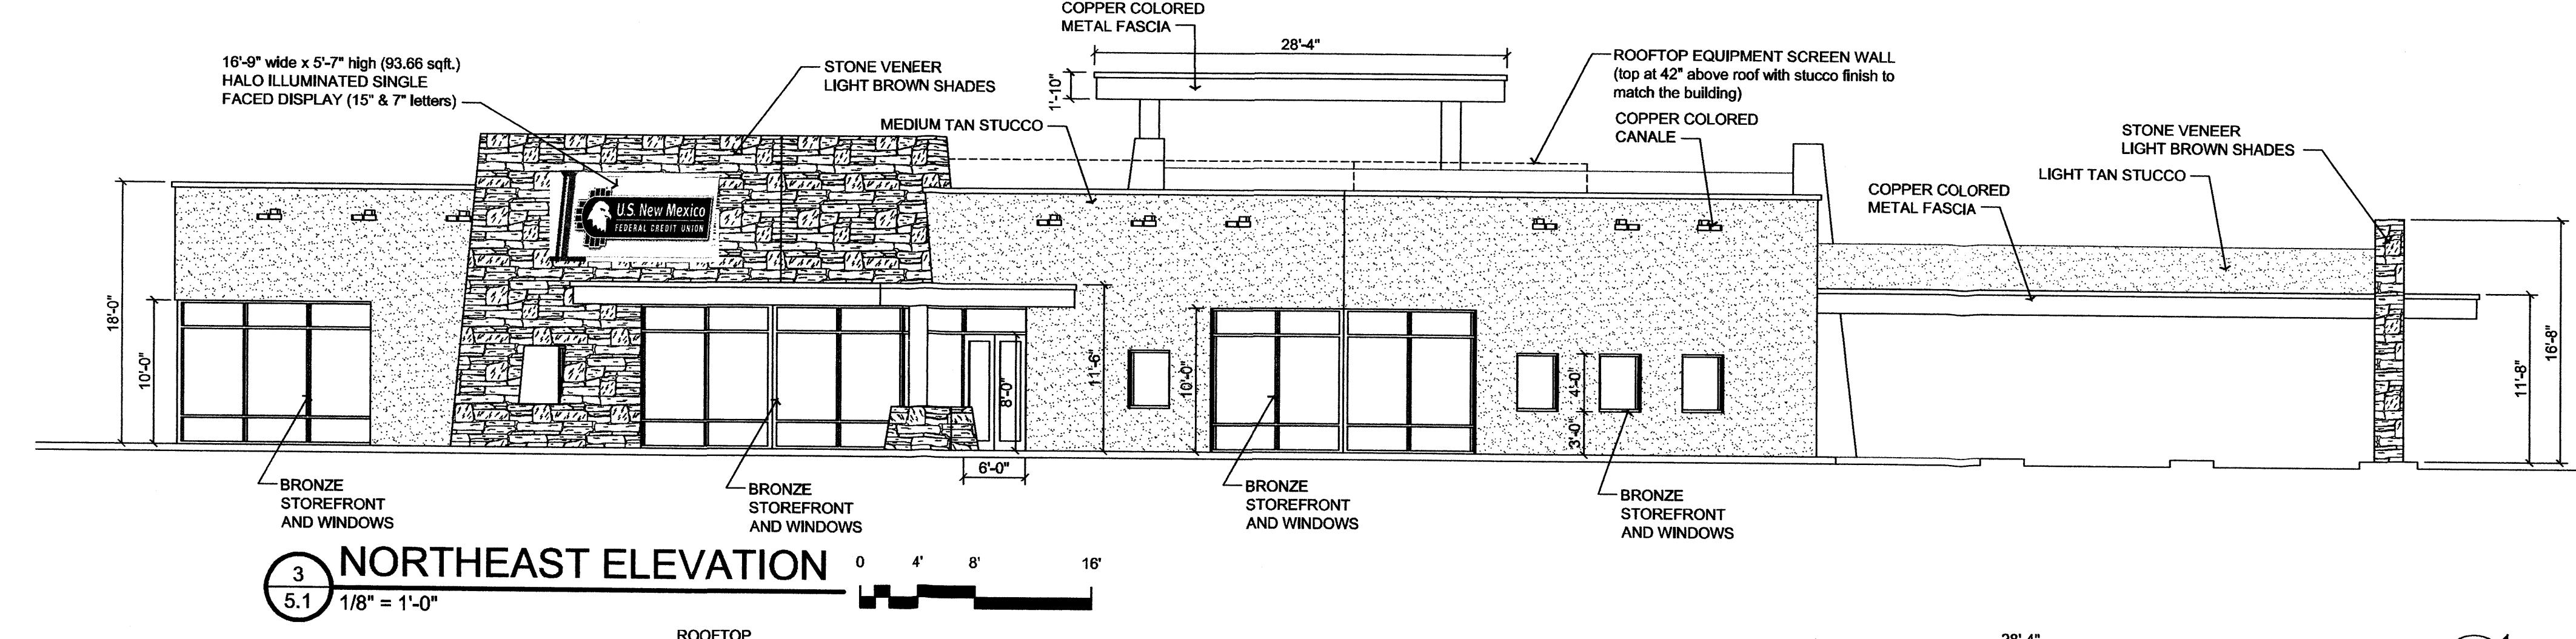 COPPER COLORED
METAL FASCIA
28'-4"
1'-10"
16'-9" wide x 5'-7" high (93.66 sqft.)
HALO ILLUMINATED SINGLE
FACED DISPLAY (15" & 7" letters)
STONE VENEER
LIGHT BROWN SHADES
MEDIUM TAN STUCCO
ROOFTOP EQUIPMENT SCREEN WALL
(top at 42" above roof with stucco finish to
match the building)
COPPER COLORED
CANALE
STONE VENEER
LIGHT BROWN SHADES
LIGHT TAN STUCCO
COPPER COLORED
METAL FASCIA
U.S. New Mexico
FEDERAL CREDIT UNION
18'-0"
10'-0"
8'-0"
11'-6"
10'-0"
4'-0"
3'-0"
11'-8"
16'-8"
6'-0"
BRONZE
STOREFRONT
AND WINDOWS
BRONZE
STOREFRONT
AND WINDOWS
BRONZE
STOREFRONT
AND WINDOWS
BRONZE
STOREFRONT
AND WINDOWS
3
5.1
NORTHEAST ELEVATION
1/8" = 1'-0"
0 4' 8' 16'
ROOFTOP
28'-4"